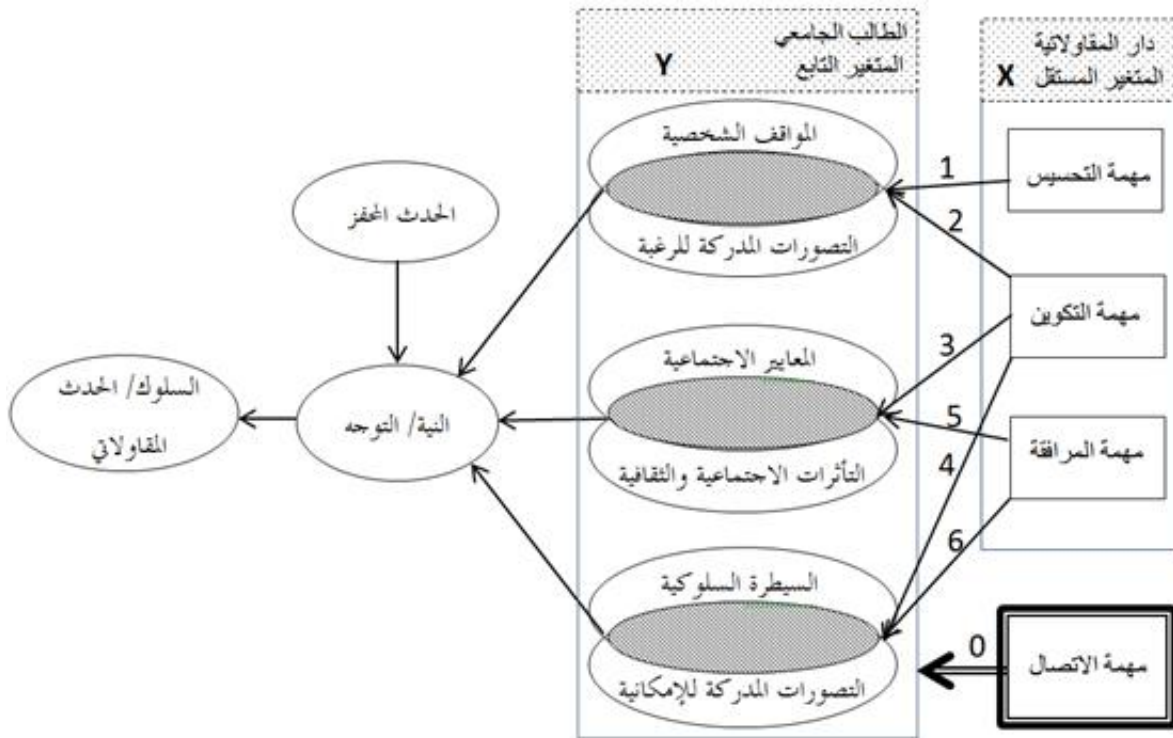 دار المقاولاتية
المتغير المستقل X
الطالب الجامعي
المتغير التابع Y
مهمة التحسيس
مهمة التكوين
مهمة المرافقة
مهمة الاتصال
1
2
3
5
4
6
0
المواقف الشخصية
التصورات المدركة للرغبة
المعايير الاجتماعية
التأثرات الاجتماعية والثقافية
السيطرة السلوكية
التصورات المدركة للإمكانية
الحدث المحفز
النية/ التوجه
السلوك/ الحدث
المقاولاتي